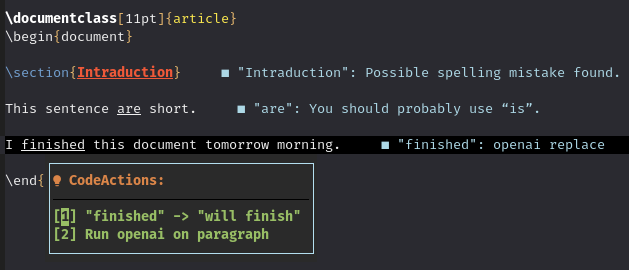 \documentclass[11pt]{article}
\begin{document}
\section{Intraduction} ■ "Intraduction": Possible spelling mistake found.
This sentence are short. ■ "are": You should probably use “is”.
I finished this document tomorrow morning. ■ "finished": openai replace
\end{
CodeActions:
[1] "finished" -> "will finish"
[2] Run openai on paragraph